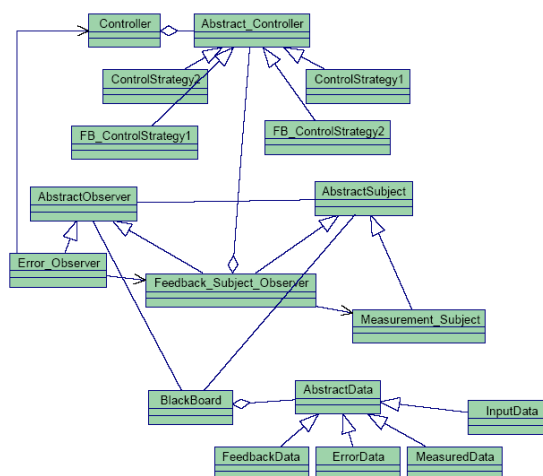 Controller
Abstract_Controller
ControlStrategy2
ControlStrategy1
FB_ControlStrategy1
FB_ControlStrategy2
AbstractObserver
AbstractSubject
Error_Observer
Feedback_Subject_Observer
Measurement_Subject
BlackBoard
AbstractData
InputData
FeedbackData
ErrorData
MeasuredData